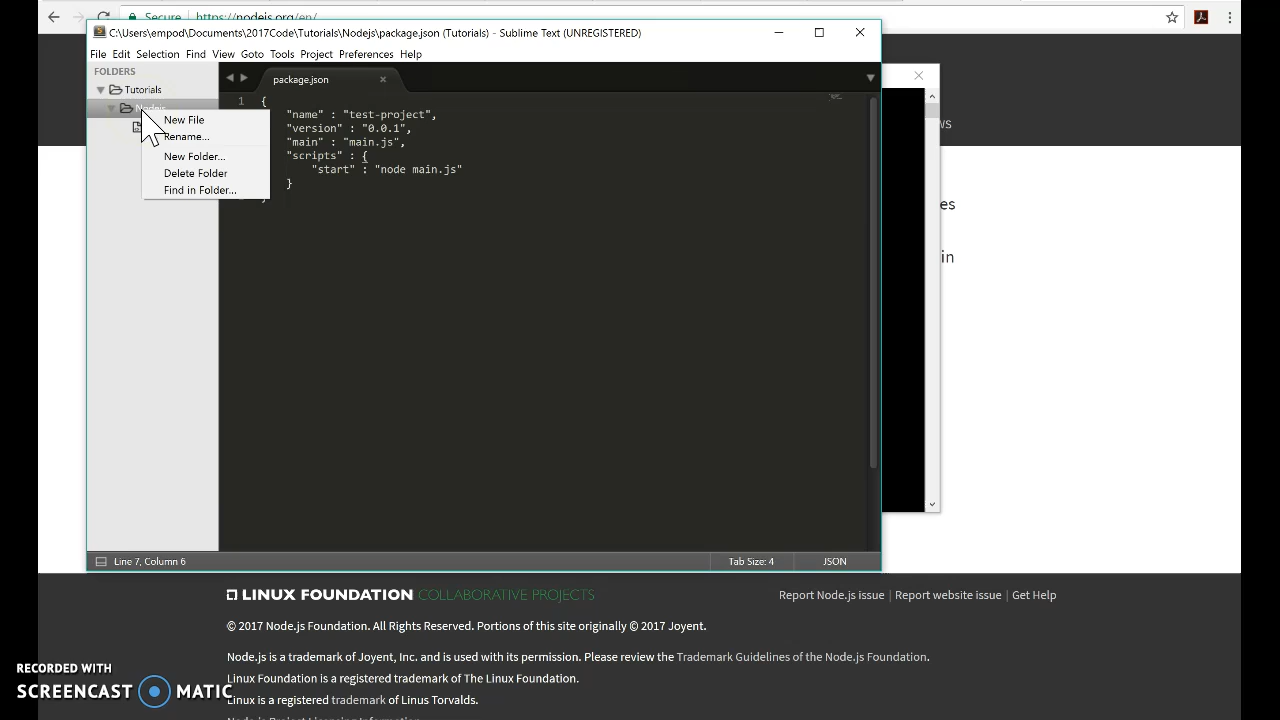 Secure https://nodejs.org/en/
C:\Users\empod\Documents\2017Code\Tutorials\Nodejs\package.json (Tutorials) - Sublime Text (UNREGISTERED)
File Edit Selection Find View Goto Tools Project Preferences Help
FOLDERS
Tutorials
Nodejs
New File
Rename...
New Folder...
Delete Folder
Find in Folder...
package.json
1 {
"name" : "test-project",
"version" : "0.0.1",
"main" : "main.js",
"scripts" : {
"start" : "node main.js"
}
ws
es
in
Line 7, Column 6
Tab Size: 4
JSON
LINUX FOUNDATION COLLABORATIVE PROJECTS
Report Node.js issue | Report website issue | Get Help
© 2017 Node.js Foundation. All Rights Reserved. Portions of this site originally © 2017 Joyent.
Node.js is a trademark of Joyent, Inc. and is used with its permission. Please review the Trademark Guidelines of the Node.js Foundation.
Linux Foundation is a registered trademark of The Linux Foundation.
Linux is a registered trademark of Linus Torvalds.
Node.js Project Licensing Information
RECORDED WITH
SCREENCAST MATIC